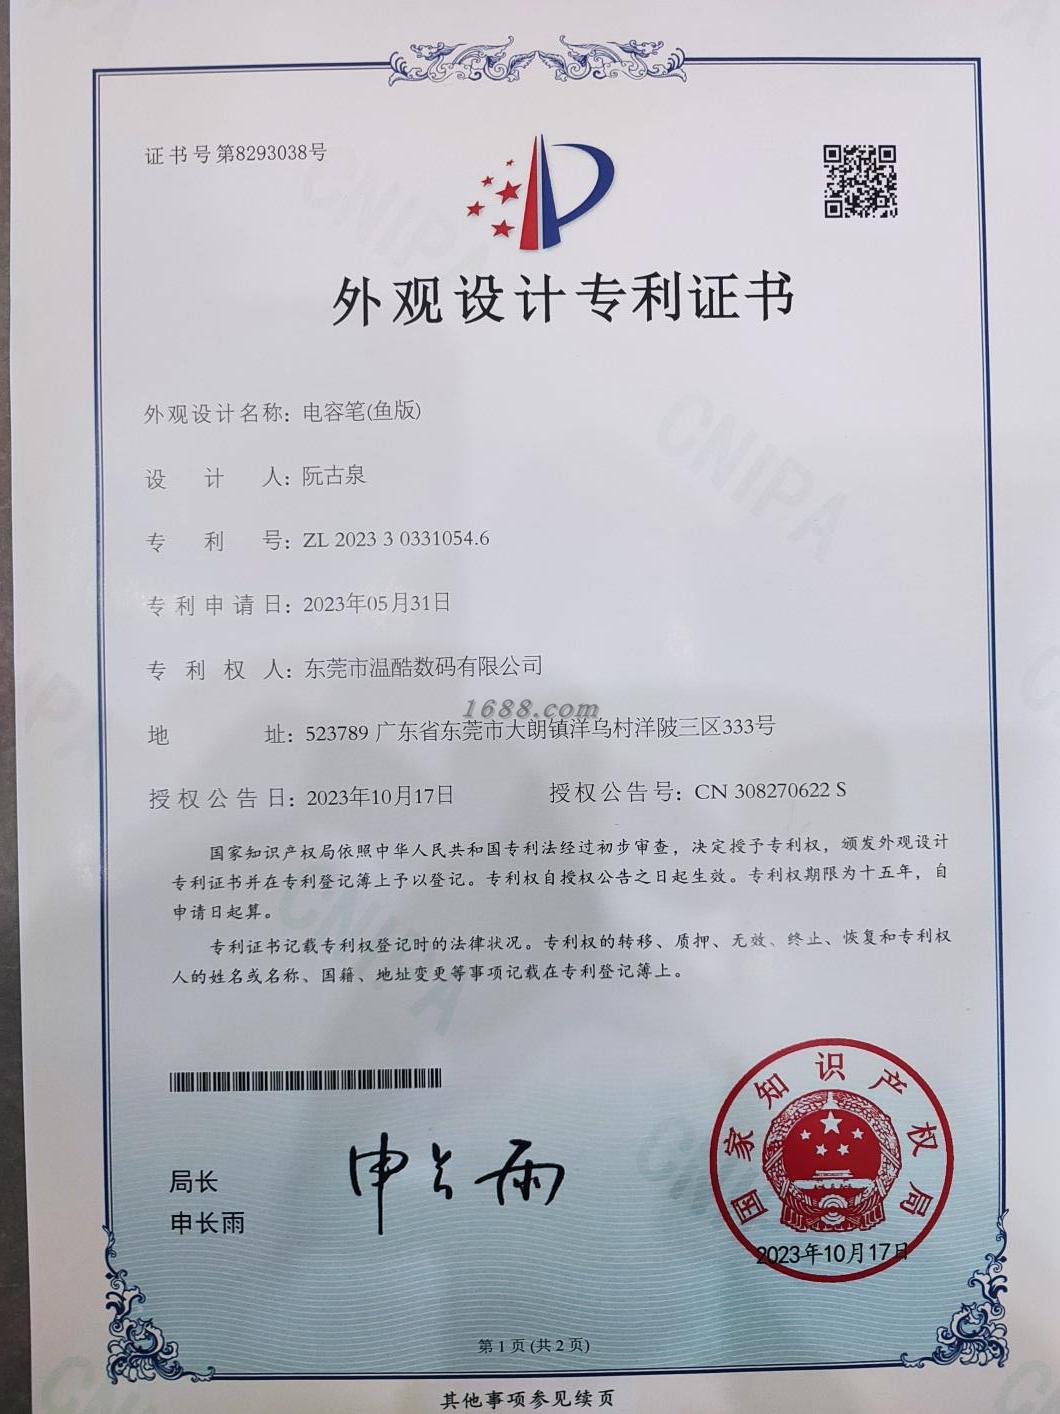 证书号第8293038号
外观设计专利证书
外观设计名称：电容笔(鱼版)
设计人：阮古泉
专利号：ZL 2023 3 0331054.6
专利申请日：2023年05月31日
专利权人：东莞市温酷数码有限公司
1688.com
地址：523789 广东省东莞市大朗镇洋乌村洋陂三区333号
授权公告日：2023年10月17日 授权公告号：CN 308270622 S
国家知识产权局依照中华人民共和国专利法经过初步审查，决定授予专利权，颁发外观设计
专利证书并在专利登记簿上予以登记。专利权自授权公告之日起生效。专利权期限为十五年，自
申请日起算。
专利证书记载专利权登记时的法律状况。专利权的转移、质押、无效、终止、恢复和专利权
人的姓名或名称、国籍、地址变更等事项记载在专利登记簿上。
局长
申长雨
申长雨
国家知识产权局
2023年10月17日
第 1 页 (共 2 页)
其他事项参见续页
CNIPA
CNIPA
CNIPA
CNIPA